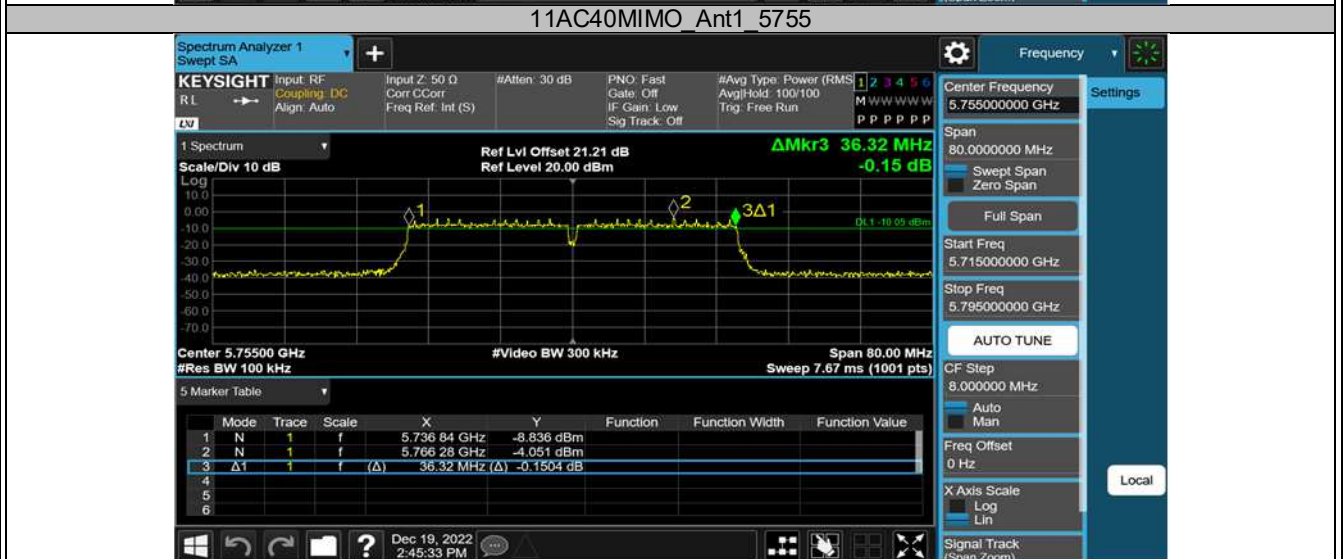 11AC40MIMO_Ant1_5755
Spectrum Analyzer 1
Swept SA
+
Frequency
KEYSIGHT Input: RF
R L
Coupling: DC
Align: Auto
LXI
Input Z: 50 Ω
Corr CCorr
Freq Ref: Int (S)
#Atten: 30 dB
PNO: Fast
Gate: Off
IF Gain: Low
Sig Track: Off
#Avg Type: Power (RMS
Avg|Hold: 100/100
Trig: Free Run
1 2 3 4 5 6
M W W W W W
P P P P P P
Center Frequency
5.755000000 GHz
Settings
Span
80.0000000 MHz
Swept Span
Zero Span
Full Span
Start Freq
5.715000000 GHz
Stop Freq
5.795000000 GHz
AUTO TUNE
CF Step
8.000000 MHz
Auto
Man
Freq Offset
0 Hz
X Axis Scale
Log
Lin
Local
Signal Track
(Span Zoom)
1 Spectrum
Scale/Div 10 dB
Log
Ref Lvl Offset 21.21 dB
Ref Level 20.00 dBm
ΔMkr3 36.32 MHz
-0.15 dB
10.0
0.00
-10.0
-20.0
-30.0
-40.0
-50.0
-60.0
-70.0
1
2
3Δ1
DL1 -10.05 dBm
Center 5.75500 GHz
#Res BW 100 kHz
#Video BW 300 kHz
Span 80.00 MHz
Sweep 7.67 ms (1001 pts)
5 Marker Table
Mode Trace Scale X Y Function Function Width Function Value
1 N 1 f 5.736 84 GHz -8.836 dBm
2 N 1 f 5.766 28 GHz -4.051 dBm
3 Δ1 1 f (Δ) 36.32 MHz (Δ) -0.1504 dB
4
5
6
?
Dec 19, 2022
2:45:33 PM